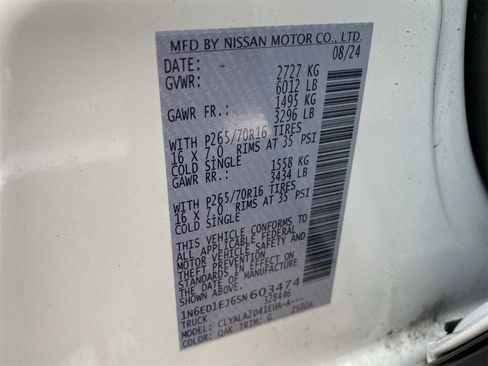 MFD BY NISSAN MOTOR CO., LTD.
DATE: 08/24
GVWR: 2727 KG
6012 LB
GAWR FR.: 1495 KG
3296 LB
WITH P265/70R16 TIRES
16 X 7.0 RIMS AT 35 PSI
COLD SINGLE
GAWR RR.: 1558 KG
3434 LB
WITH P265/70R16 TIRES
16 X 7.0 RIMS AT 35 PSI
COLD SINGLE
THIS VEHICLE CONFORMS TO
ALL APPLICABLE FEDERAL
MOTOR VEHICLE SAFETY AND
THEFT PREVENTION
STANDARDS IN EFFECT ON
THE DATE OF MANUFACTURE
SHOWN ABOVE.
1N6ED1EJ6SN603474
TRUCK 328446
MODEL: CLYALA2D41EUA-A---
COLOR: QAK TRIM: G